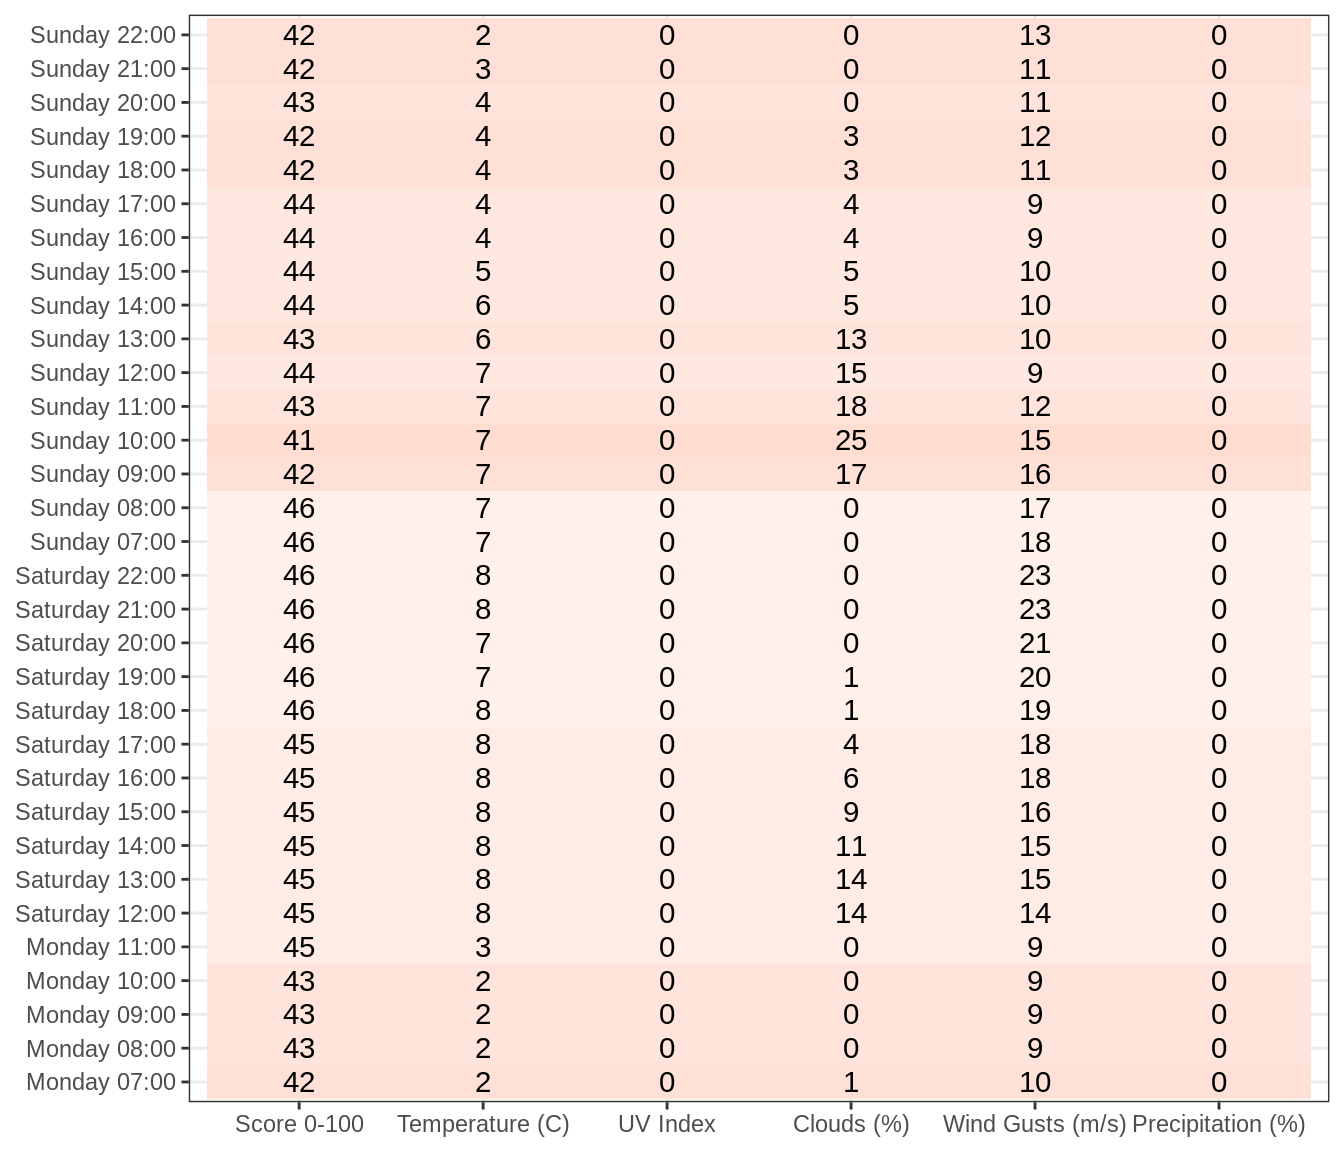 Sunday 22:00 42 2 0 0 13 0
Sunday 21:00 42 3 0 0 11 0
Sunday 20:00 43 4 0 0 11 0
Sunday 19:00 42 4 0 3 12 0
Sunday 18:00 42 4 0 3 11 0
Sunday 17:00 44 4 0 4 9 0
Sunday 16:00 44 4 0 4 9 0
Sunday 15:00 44 5 0 5 10 0
Sunday 14:00 44 6 0 5 10 0
Sunday 13:00 43 6 0 13 10 0
Sunday 12:00 44 7 0 15 9 0
Sunday 11:00 43 7 0 18 12 0
Sunday 10:00 41 7 0 25 15 0
Sunday 09:00 42 7 0 17 16 0
Sunday 08:00 46 7 0 0 17 0
Sunday 07:00 46 7 0 0 18 0
Saturday 22:00 46 8 0 0 23 0
Saturday 21:00 46 8 0 0 23 0
Saturday 20:00 46 7 0 0 21 0
Saturday 19:00 46 7 0 1 20 0
Saturday 18:00 46 8 0 1 19 0
Saturday 17:00 45 8 0 4 18 0
Saturday 16:00 45 8 0 6 18 0
Saturday 15:00 45 8 0 9 16 0
Saturday 14:00 45 8 0 11 15 0
Saturday 13:00 45 8 0 14 15 0
Saturday 12:00 45 8 0 14 14 0
Monday 11:00 45 3 0 0 9 0
Monday 10:00 43 2 0 0 9 0
Monday 09:00 43 2 0 0 9 0
Monday 08:00 43 2 0 0 9 0
Monday 07:00 42 2 0 1 10 0
Score 0-100 Temperature (C) UV Index Clouds (%) Wind Gusts (m/s) Precipitation (%)